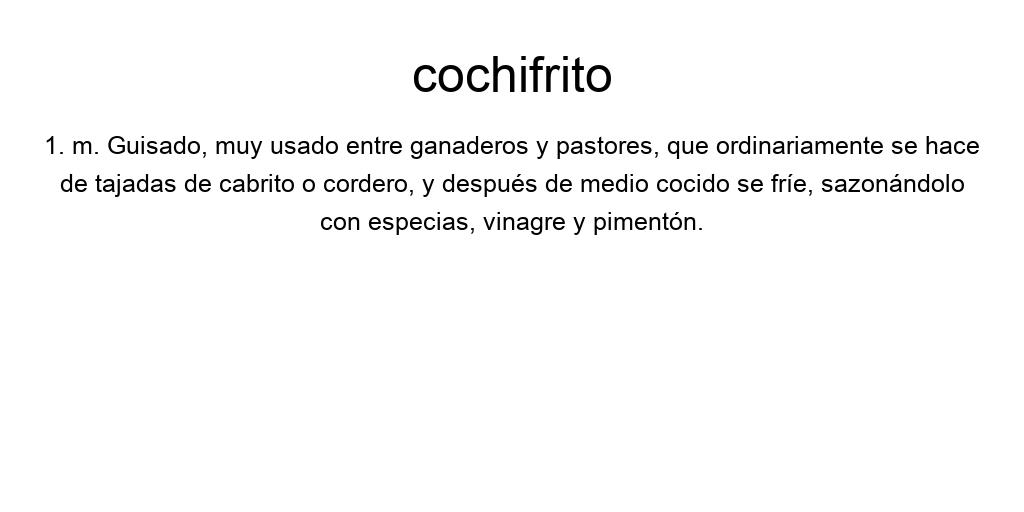 cochifrito
1. m. Guisado, muy usado entre ganaderos y pastores, que ordinariamente se hace
de tajadas de cabrito o cordero, y después de medio cocido se fríe, sazonándolo
con especias, vinagre y pimentón.